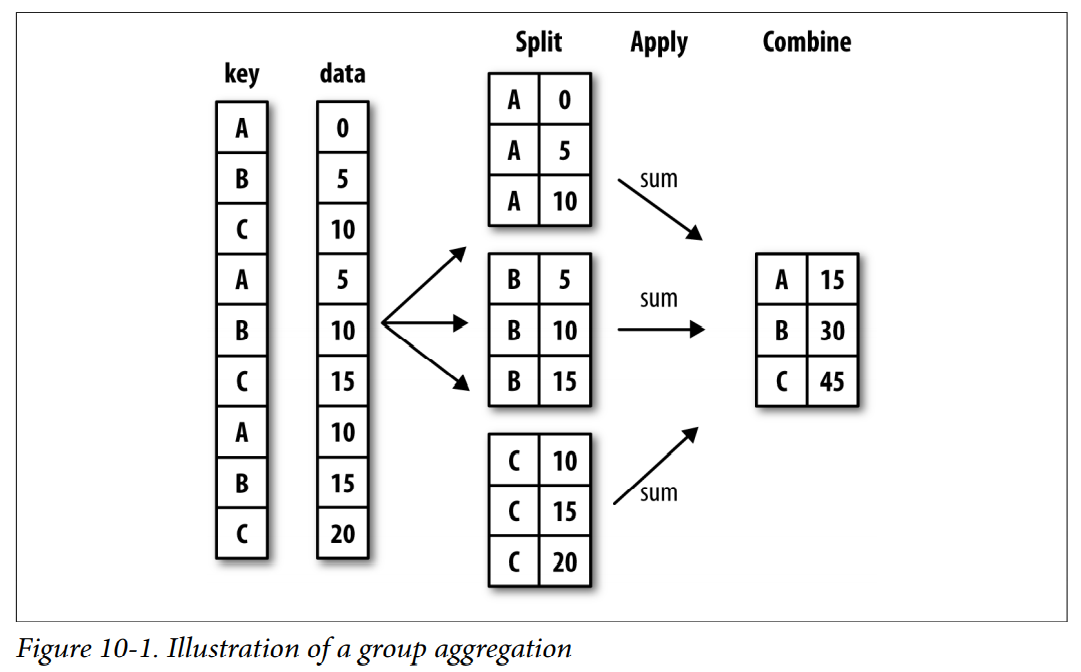 Split Apply Combine
key data
A 0
B 5
C 10
A 5
B 10
C 15
A 10
B 15
C 20
A 0
A 5
A 10
B 5
B 10
B 15
C 10
C 15
C 20
sum
sum
sum
A 15
B 30
C 45
Figure 10-1. Illustration of a group aggregation